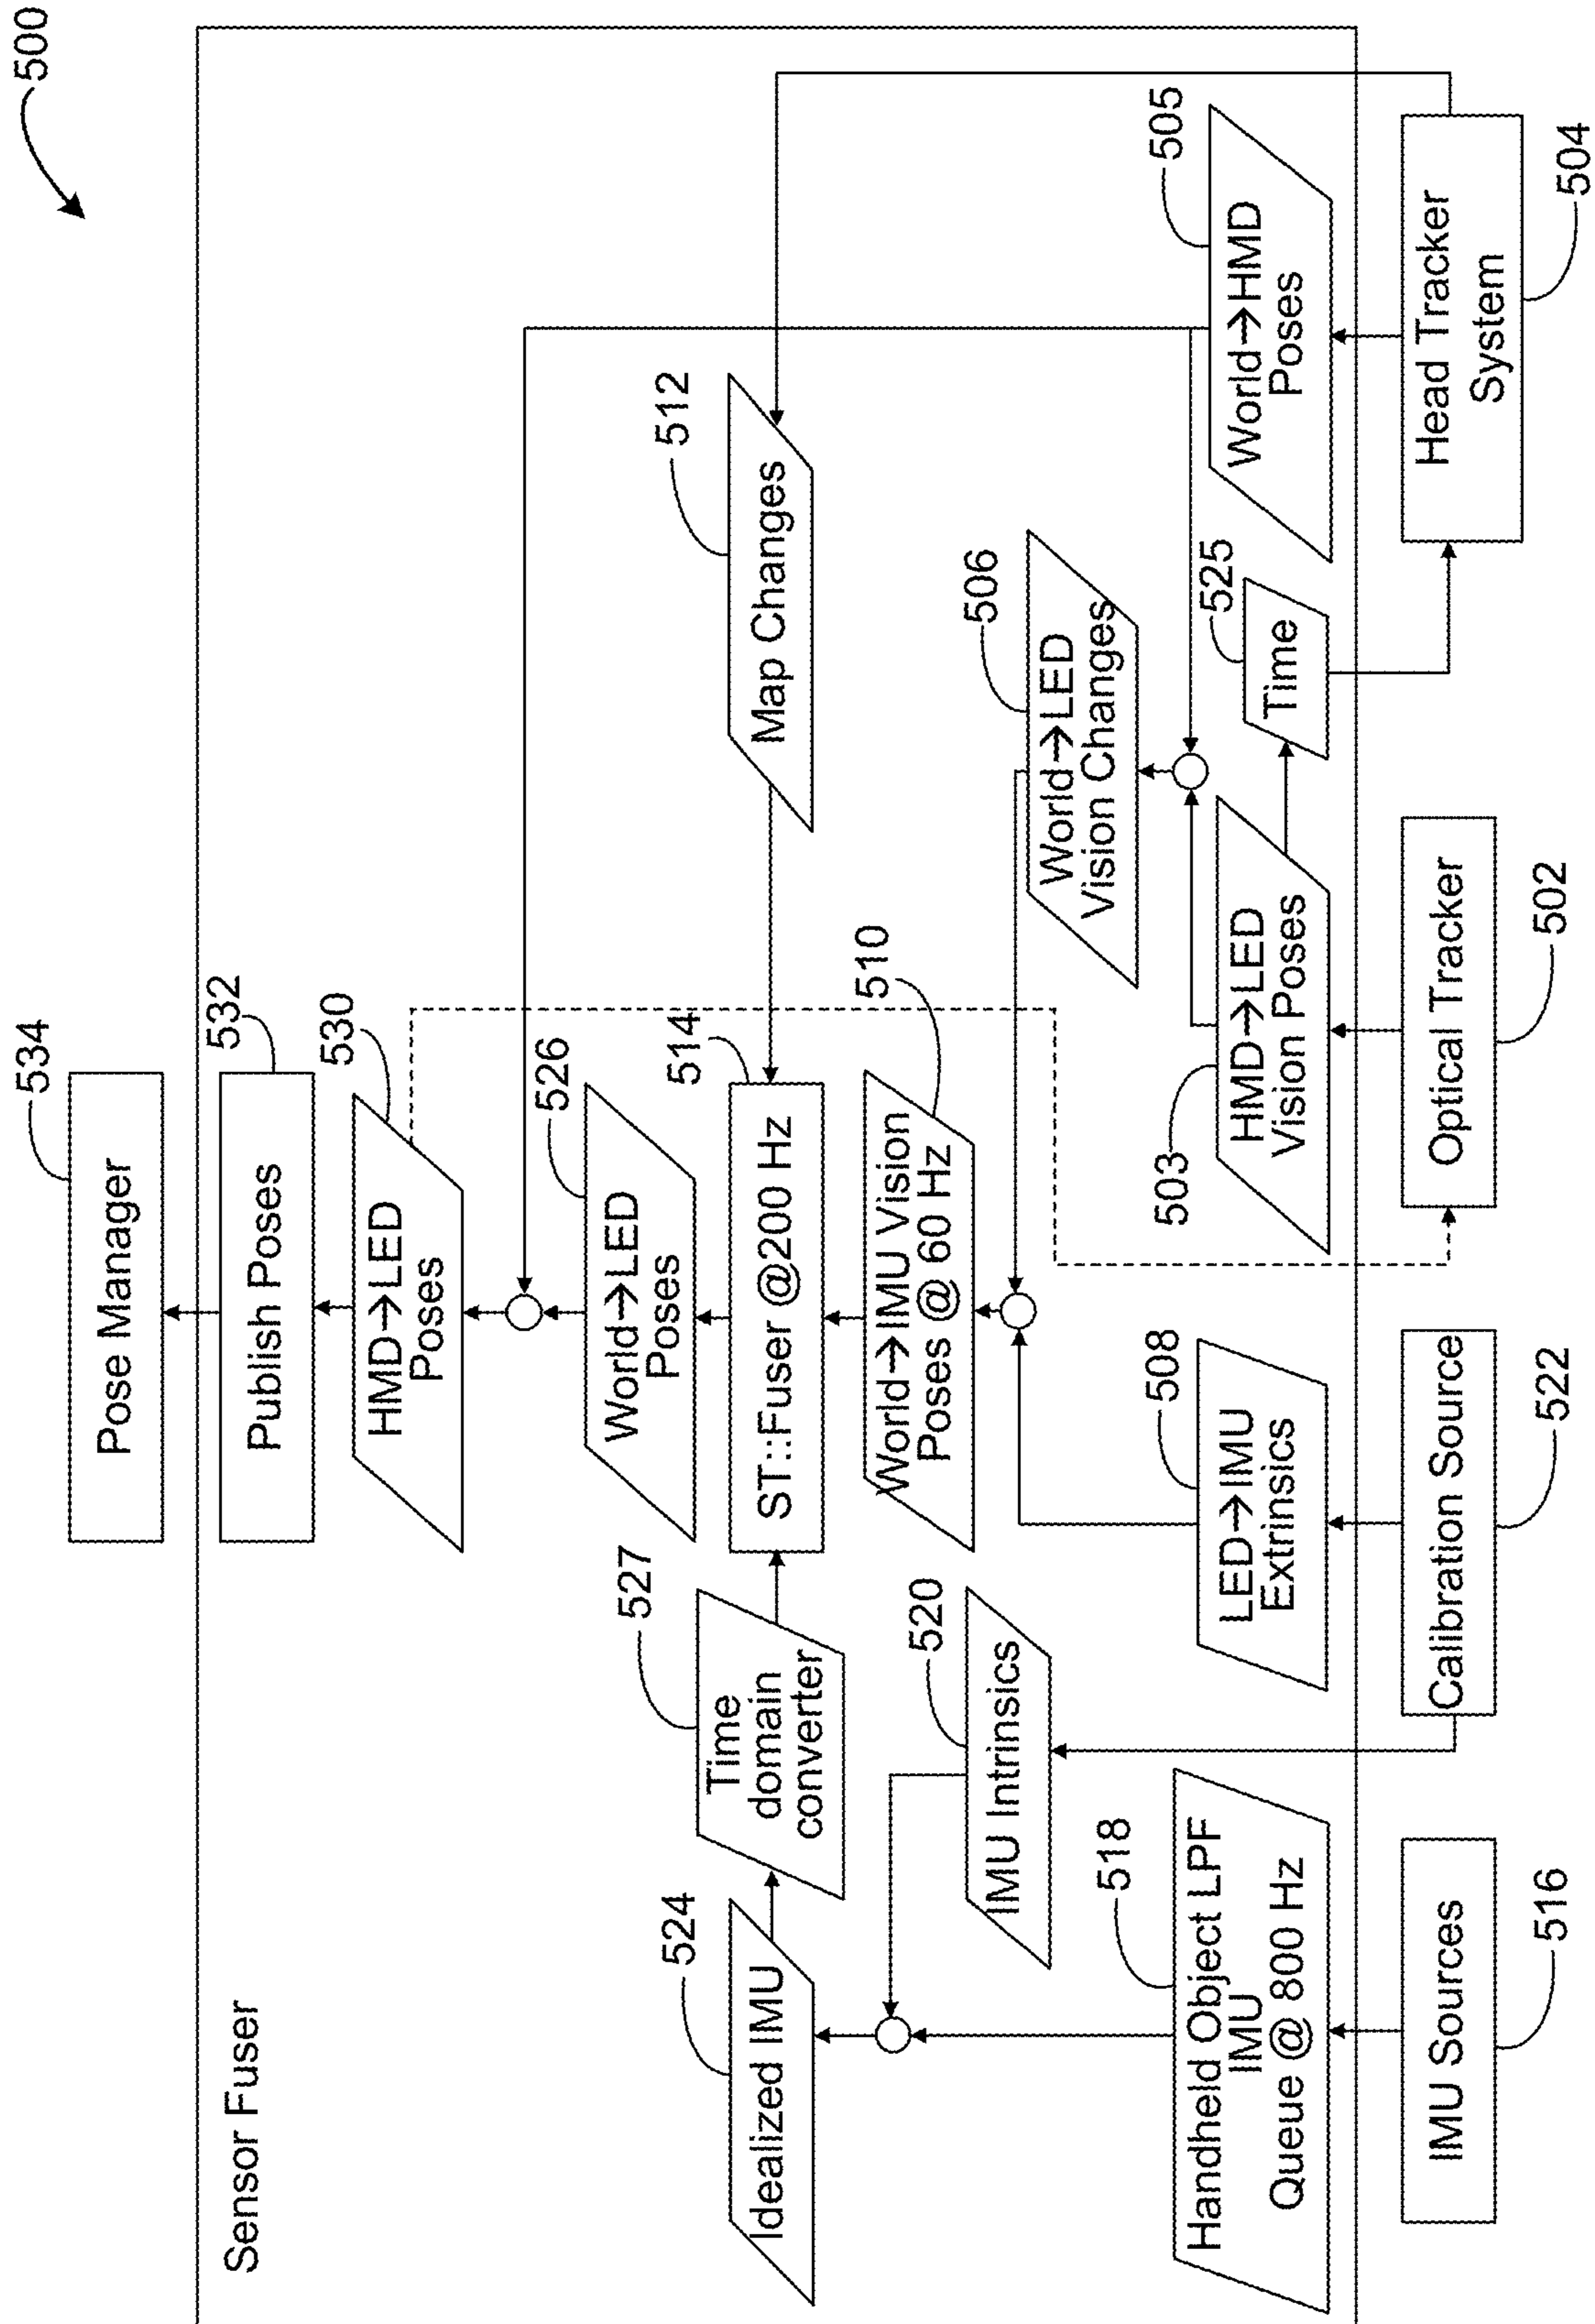 500
Sensor Fuser
Pose Manager
534
Publish Poses
532
HMD→LED
Poses
530
World→LED
Poses
526
ST::Fuser @200 Hz
514
World→IMU Vision
Poses @ 60 Hz
510
Idealized IMU
524
Time
domain
converter
527
Map Changes
512
IMU Intrinsics
520
World→LED
Vision Changes
506
Handheld Object LPF
IMU
Queue @ 800 Hz
518
LED→IMU
Extrinsics
508
HMD→LED
Vision Poses
503
Time
525
World→HMD
Poses
505
IMU Sources
516
Calibration Source
522
Optical Tracker
502
Head Tracker
System
504